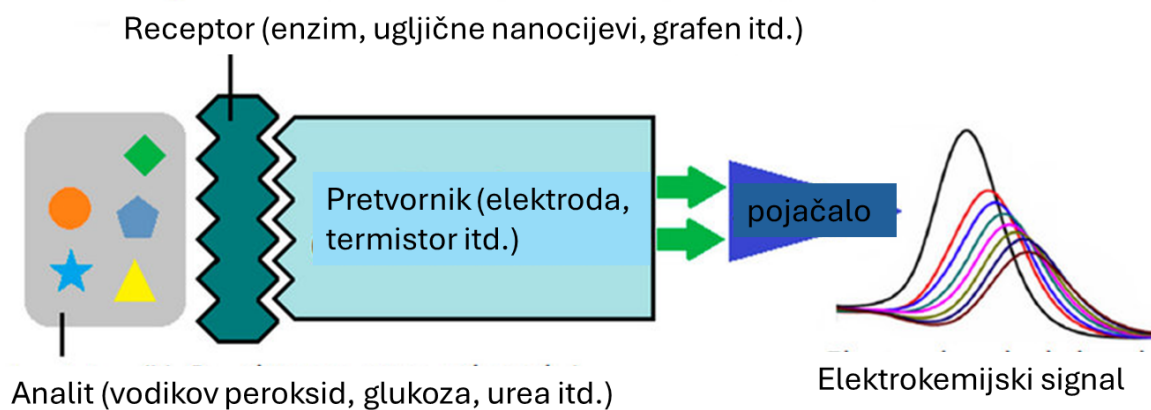 Receptor (enzim, ugljične nanocijevi, grafen itd.)
Pretvornik (elektroda,
termistor itd.)
pojačalo
Elektrokemijski signal
Analit (vodikov peroksid, glukoza, urea itd.)